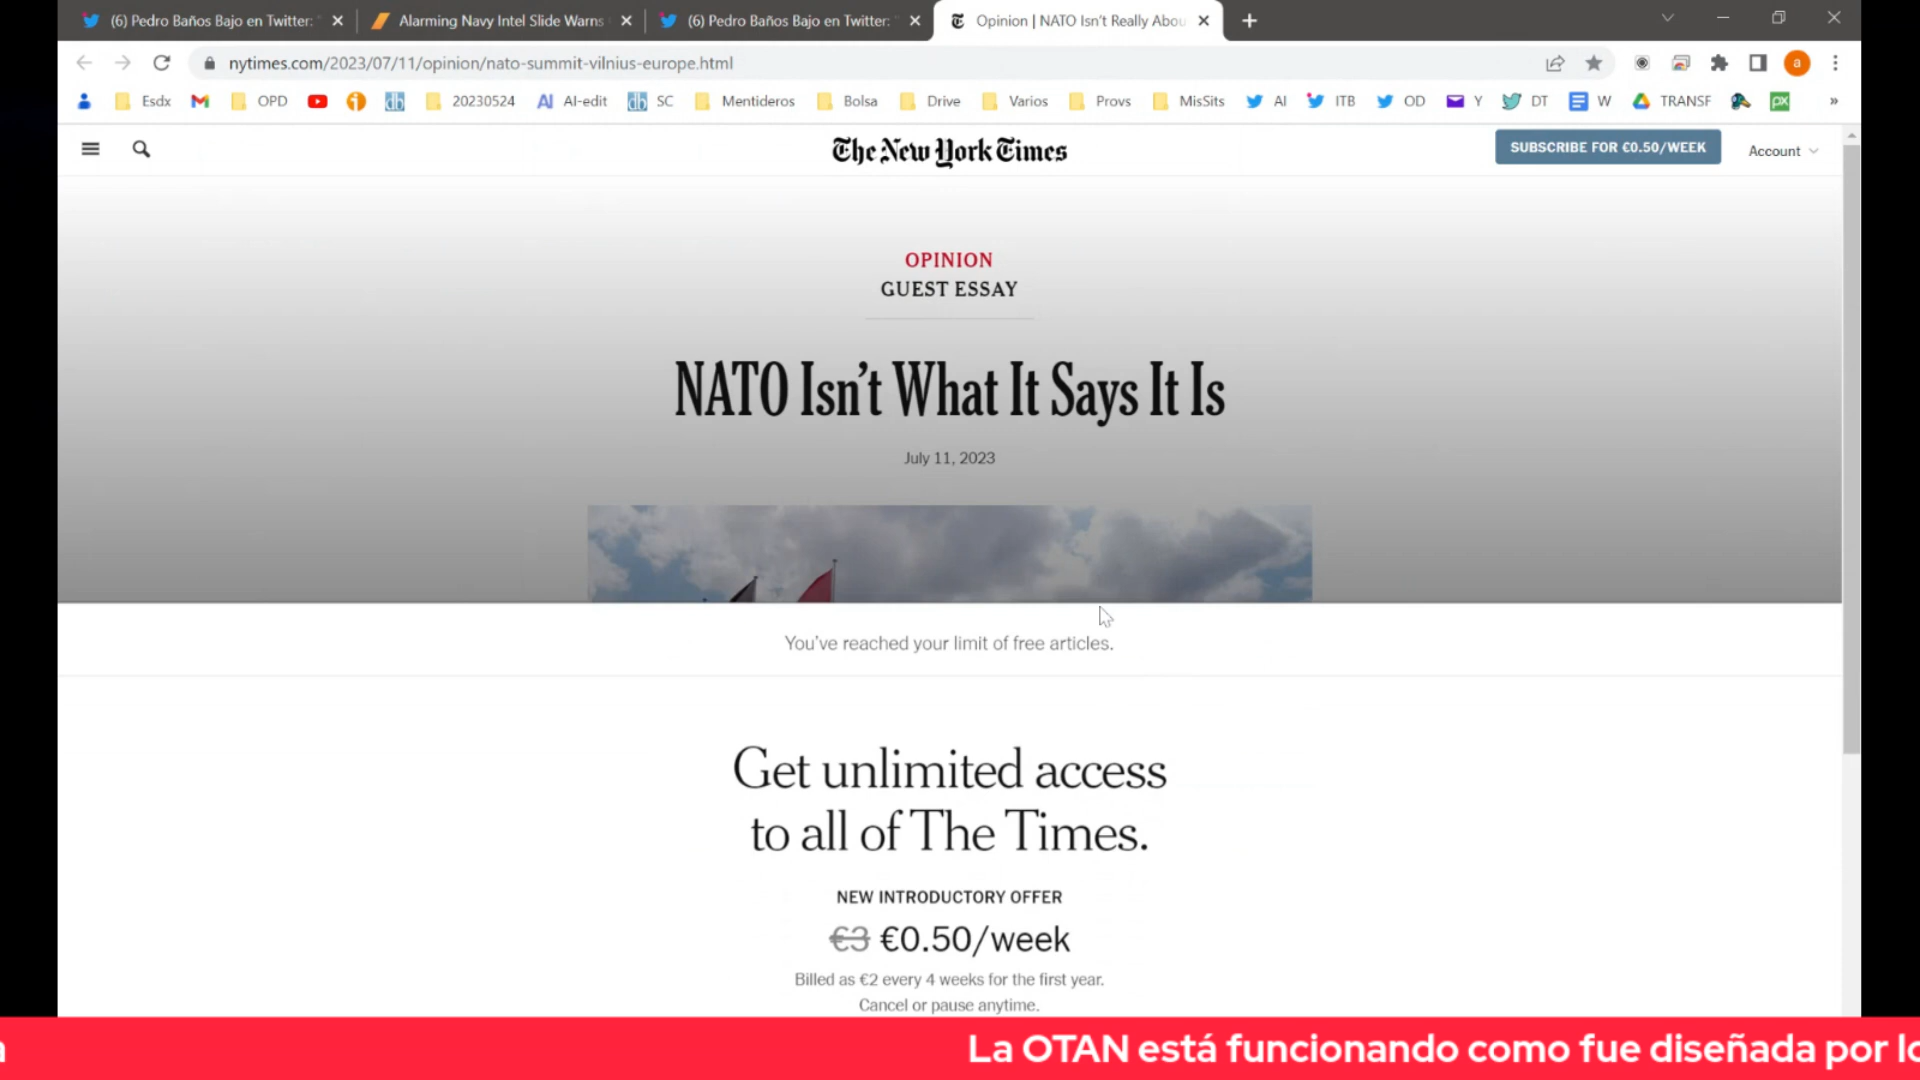 (6) Pedro Baños Bajo en Twitter:
Alarming Navy Intel Slide Warns
(6) Pedro Baños Bajo en Twitter:
Opinion | NATO Isn't Really Abou
nytimes.com/2023/07/11/opinion/nato-summit-vilnius-europe.html
a
Esdx
OPD
db
20230524
AI AI-edit
db SC
Mentideros
Bolsa
Drive
Varios
Provs
MisSits
AI
ITB
OD
Y
DT
W
TRANSF
px
»
The New York Times
SUBSCRIBE FOR €0.50/WEEK
Account
OPINION
GUEST ESSAY
NATO Isn't What It Says It Is
July 11, 2023
You've reached your limit of free articles.
Get unlimited access
to all of The Times.
NEW INTRODUCTORY OFFER
€3 €0.50/week
Billed as €2 every 4 weeks for the first year.
Cancel or pause anytime.
a
La OTAN está funcionando como fue diseñada por lo